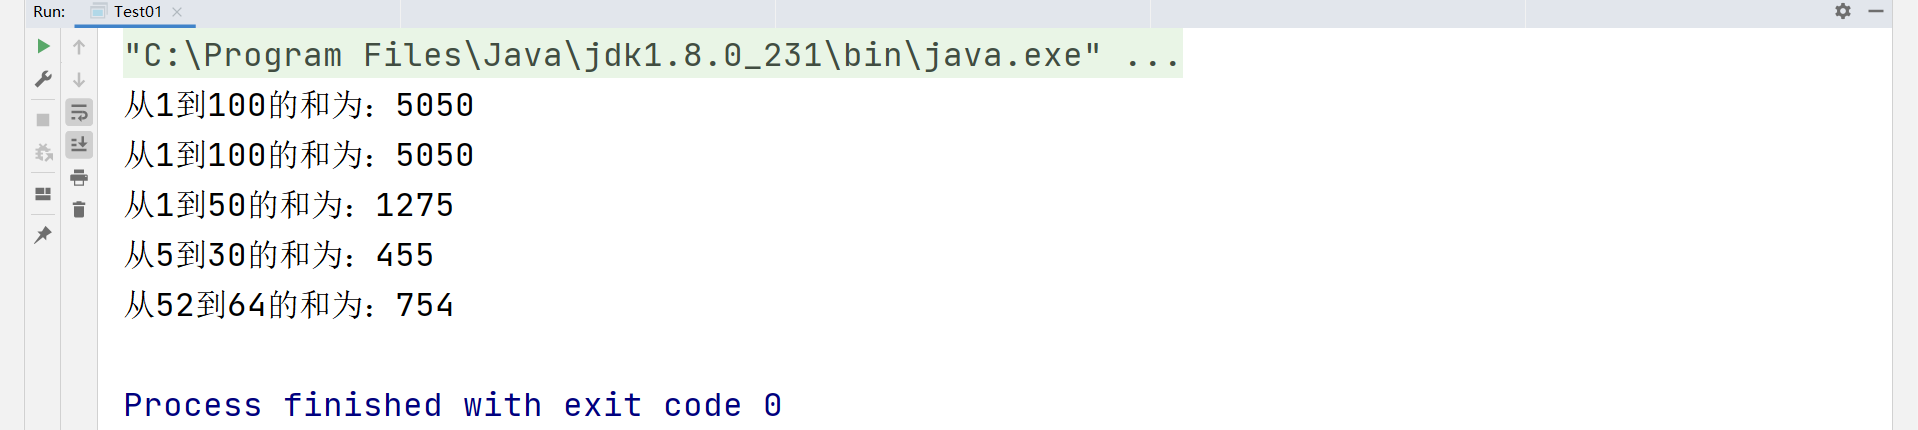 Run: Test01
"C:\Program Files\Java\jdk1.8.0_231\bin\java.exe" ...
从1到100的和为：5050
从1到100的和为：5050
从1到50的和为：1275
从5到30的和为：455
从52到64的和为：754
Process finished with exit code 0